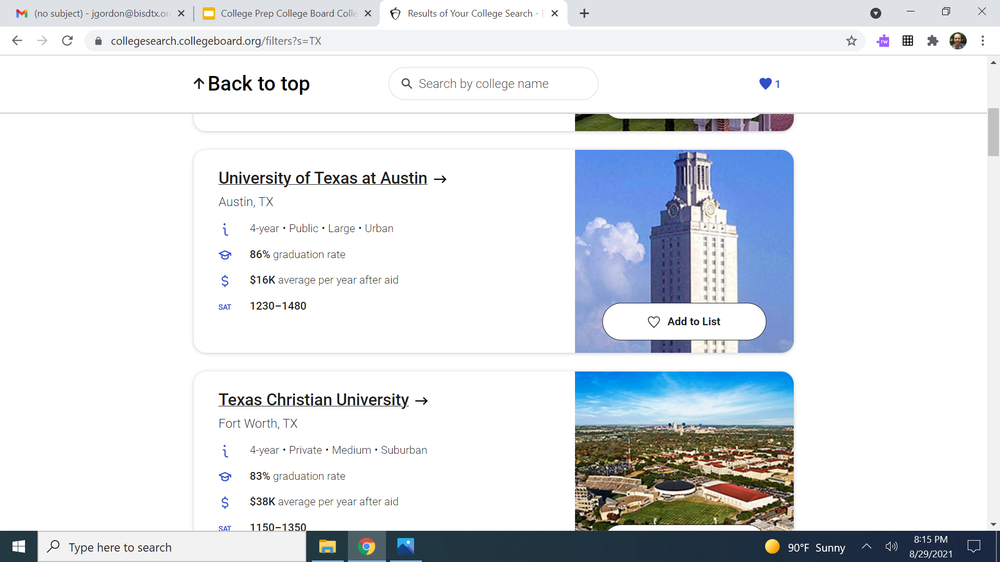 (no subject) - jgordon@bisdtx.or
College Prep College Board Colle
Results of Your College Search -
collegesearch.collegeboard.org/filters?s=TX
rw
Back to top
Search by college name
1
University of Texas at Austin
Austin, TX
4-year • Public • Large • Urban
86% graduation rate
$16K average per year after aid
SAT 1230–1480
Add to List
Texas Christian University
Fort Worth, TX
4-year • Private • Medium • Suburban
83% graduation rate
$38K average per year after aid
SAT 1150–1350
Type here to search
90°F Sunny
8:15 PM
8/29/2021